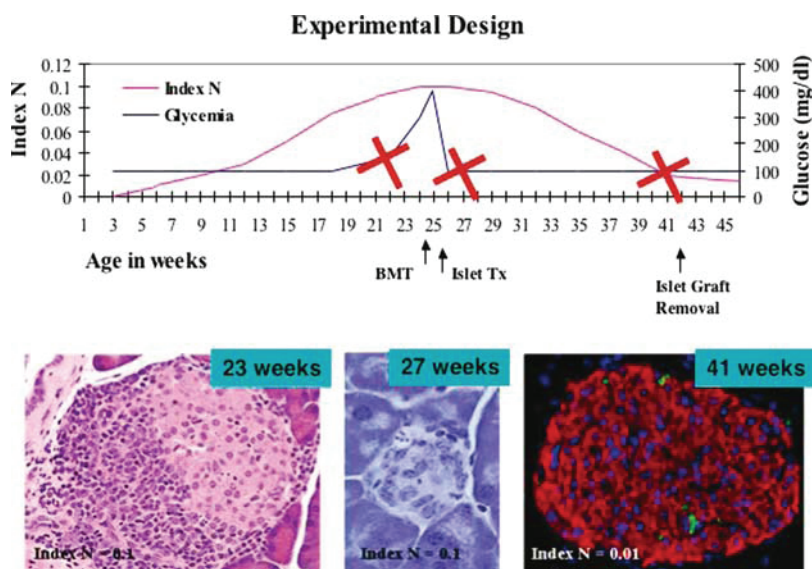 Experimental Design
Index N
0.12
0.1
0.08
0.06
0.04
0.02
0
Index N
Glycemia
500
400
300
200
100
0
Glucose (mg/dl)
1 3 5 7 9 11 13 15 17 19 21 23 25 27 29 31 33 35 37 39 41 43 45
Age in weeks
BMT
Islet Tx
Islet Graft
Removal
23 weeks
Index N = 0.1
27 weeks
Index N = 0.1
41 weeks
Index N = 0.01